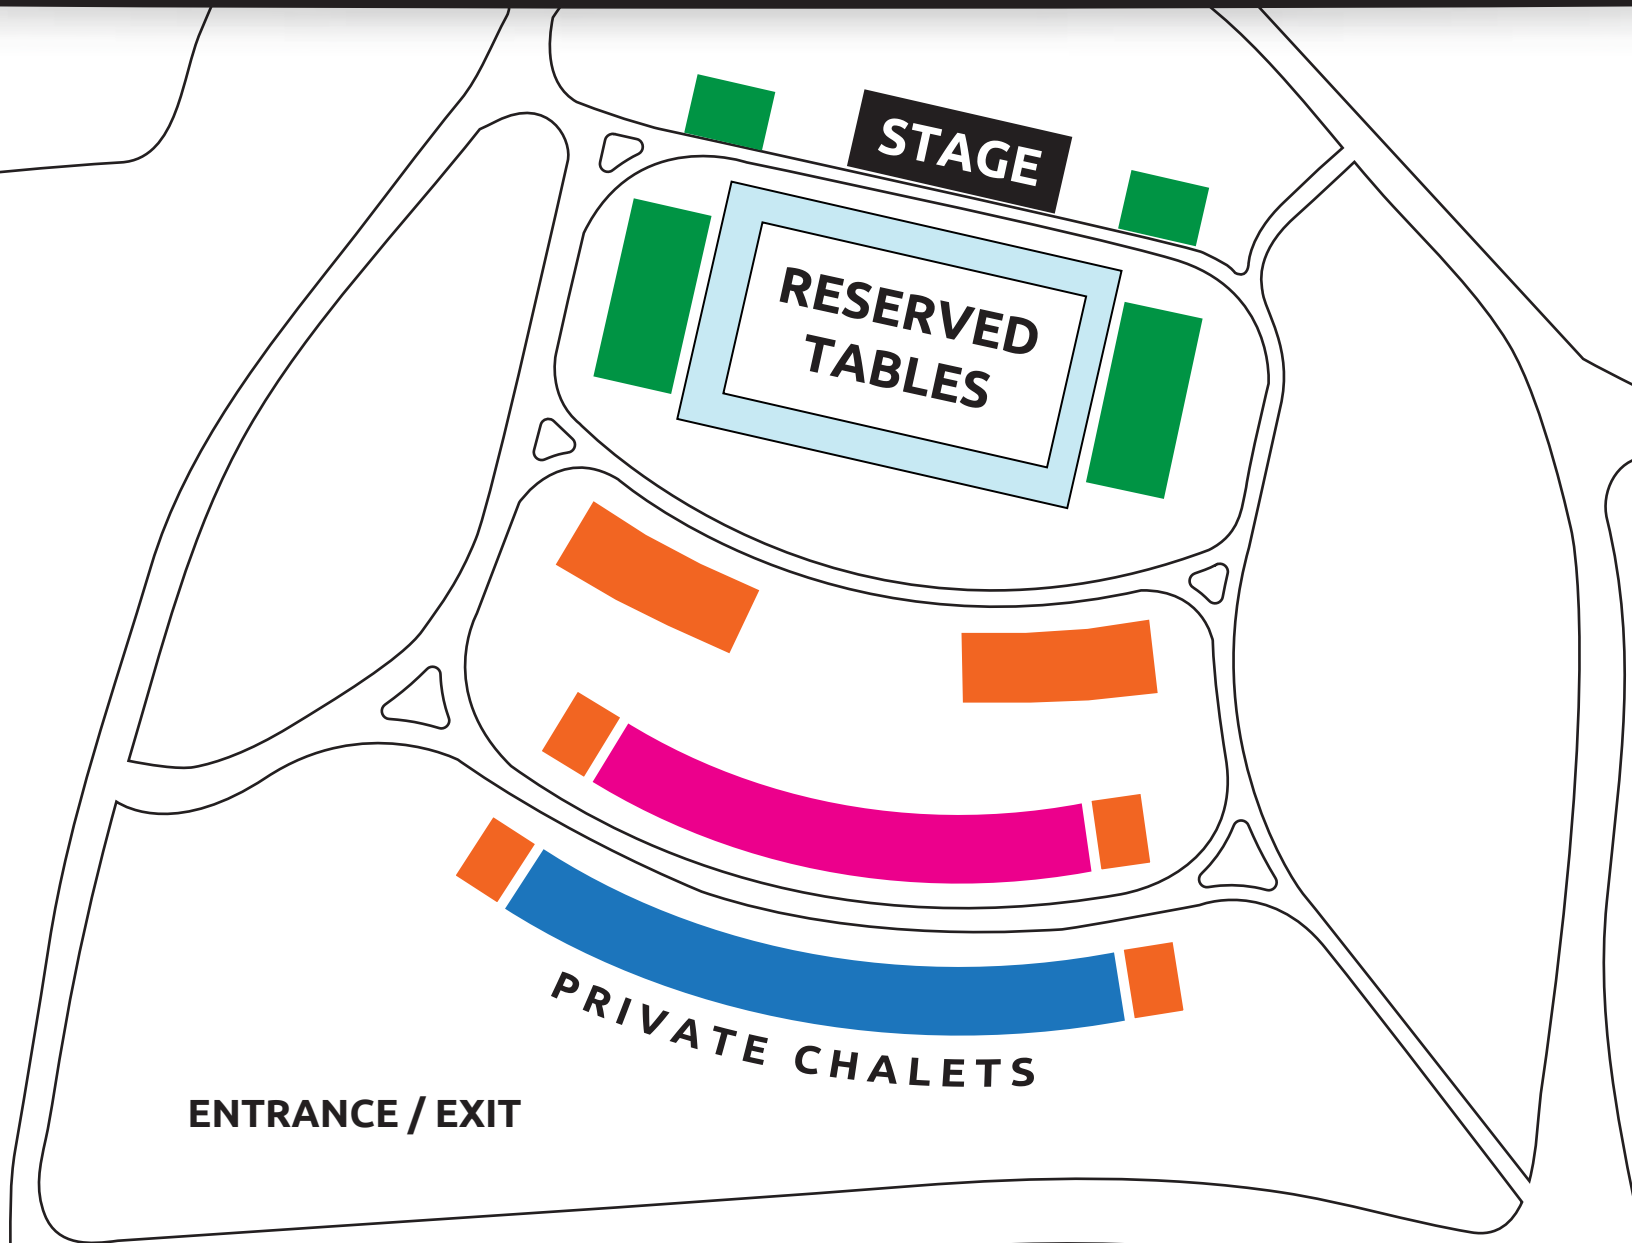 STAGE
RESERVED
TABLES
PRIVATE CHALETS
ENTRANCE / EXIT